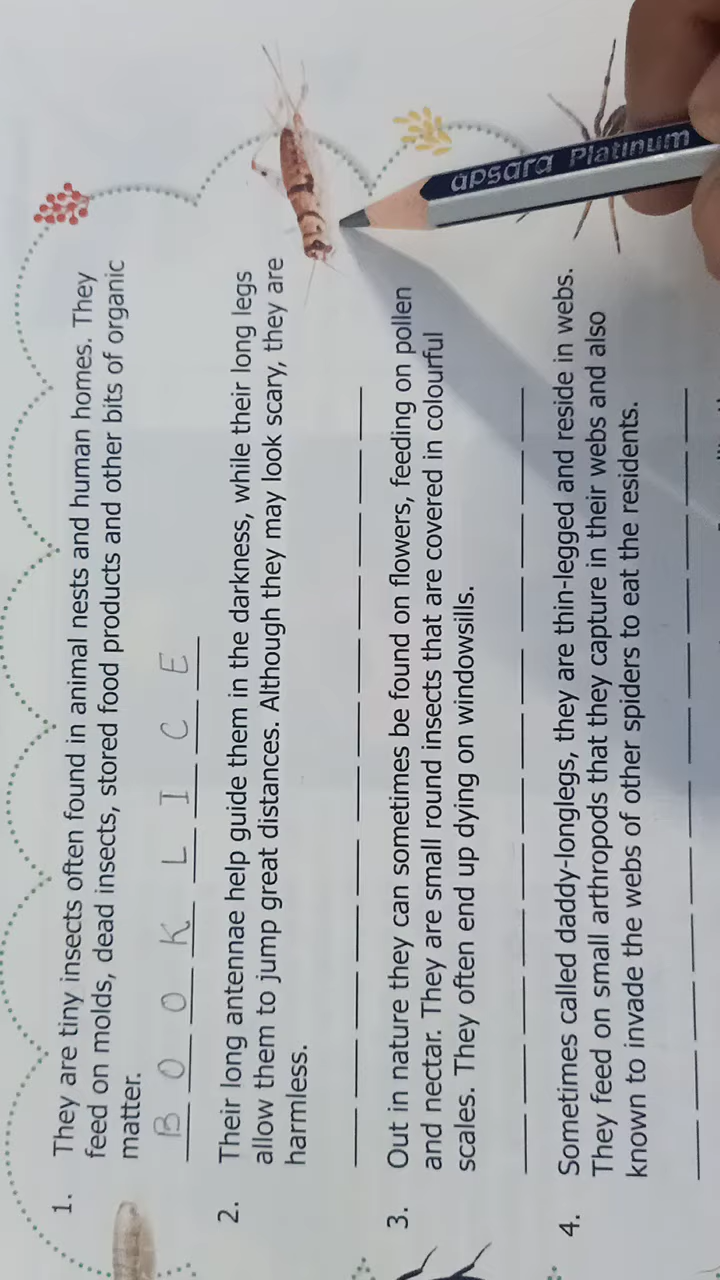 1. They are tiny insects often found in animal nests and human homes. They
feed on molds, dead insects, stored food products and other bits of organic
matter.
B O O K L I C E
2. Their long antennae help guide them in the darkness, while their long legs
allow them to jump great distances. Although they may look scary, they are
harmless.
3. Out in nature they can sometimes be found on flowers, feeding on pollen
and nectar. They are small round insects that are covered in colourful
scales. They often end up dying on windowsills.
4. Sometimes called daddy-longlegs, they are thin-legged and reside in webs.
They feed on small arthropods that they capture in their webs and also
known to invade the webs of other spiders to eat the residents.
apsara Platinum